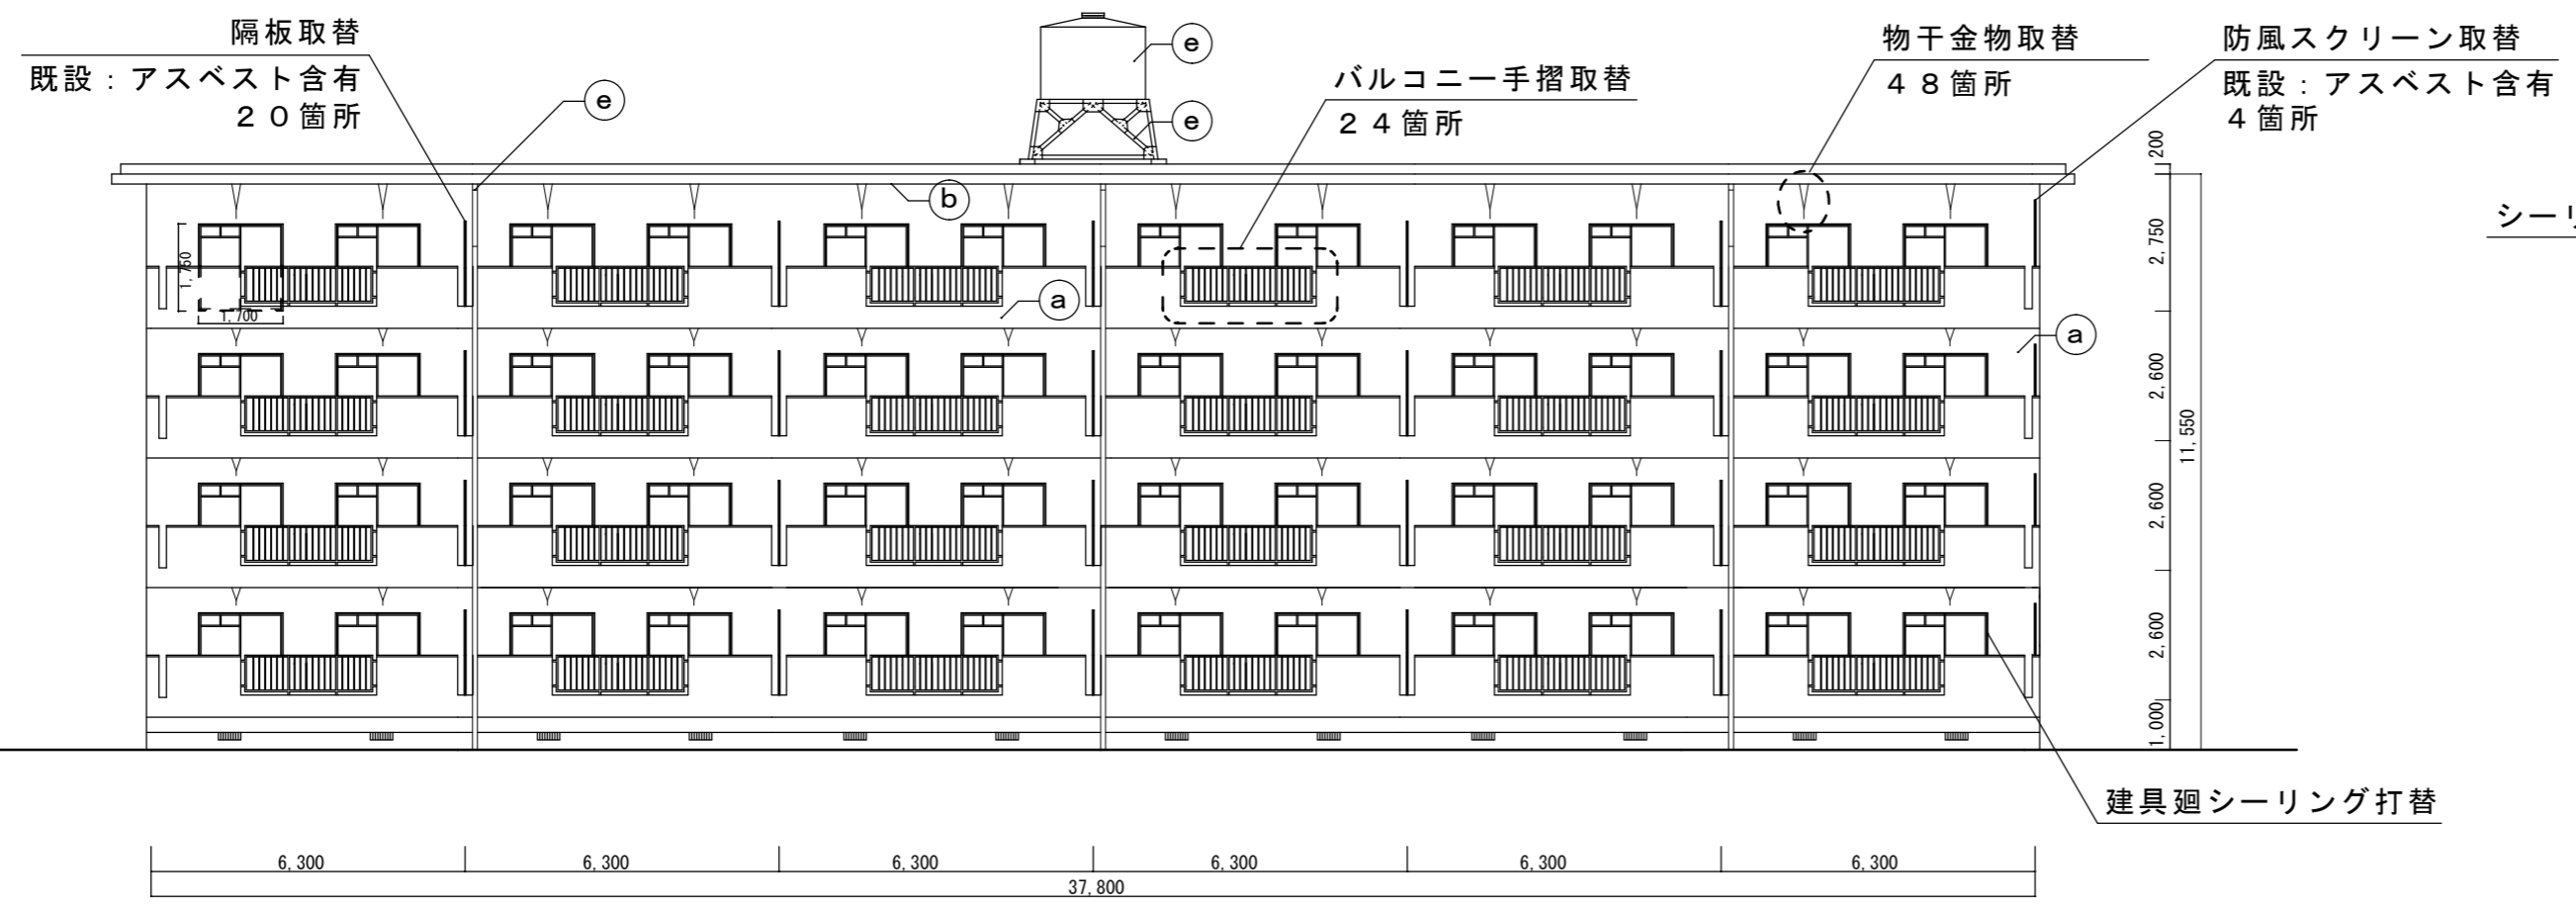 隔板取替
既設：アスベスト含有
２０箇所
e
e
e
バルコニー手摺取替
２４箇所
物干金物取替
４８箇所
防風スクリーン取替
既設：アスベスト含有
４箇所
シーリ
b
a
a
1,750
1,700
200
2,750
2,600
2,600
2,600
1,000
11,550
建具廻シーリング打替
6,300
6,300
6,300
6,300
6,300
6,300
37,800